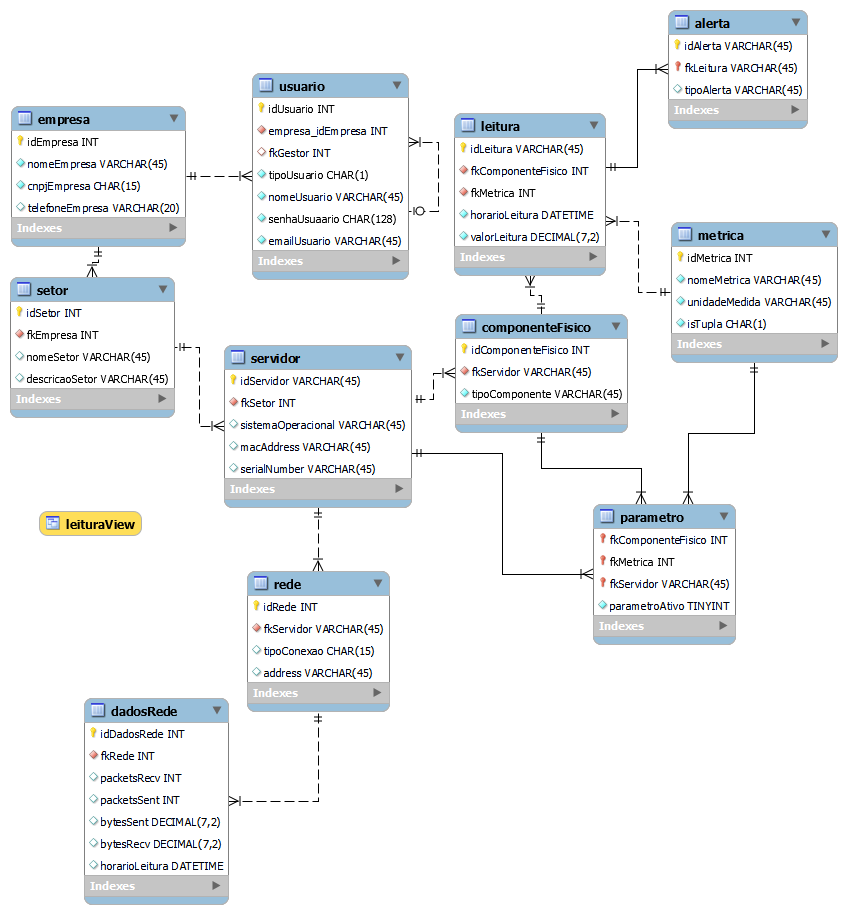 alerta
idAlerta VARCHAR(45)
fkLeitura VARCHAR(45)
tipoAlerta VARCHAR(45)
Indexes
usuario
idUsuario INT
empresa_idEmpresa INT
fkGestor INT
tipoUsuario CHAR(1)
nomeUsuario VARCHAR(45)
senhaUsuaario CHAR(128)
emailUsuario VARCHAR(45)
Indexes
empresa
idEmpresa INT
nomeEmpresa VARCHAR(45)
cnpjEmpresa CHAR(15)
telefoneEmpresa VARCHAR(20)
Indexes
leitura
idLeitura VARCHAR(45)
fkComponenteFisico INT
fkMetrica INT
horarioLeitura DATETIME
valorLeitura DECIMAL(7,2)
Indexes
metrica
idMetrica INT
nomeMetrica VARCHAR(45)
unidadeMedida VARCHAR(45)
isTupla CHAR(1)
Indexes
setor
idSetor INT
fkEmpresa INT
nomeSetor VARCHAR(45)
descricaoSetor VARCHAR(45)
Indexes
componenteFisico
idComponenteFisico INT
fkServidor VARCHAR(45)
tipoComponente VARCHAR(45)
Indexes
servidor
idServidor VARCHAR(45)
fkSetor INT
sistemaOperacional VARCHAR(45)
macAddress VARCHAR(45)
serialNumber VARCHAR(45)
Indexes
leituraView
parametro
fkComponenteFisico INT
fkMetrica INT
fkServidor VARCHAR(45)
parametroAtivo TINYINT
Indexes
rede
idRede INT
fkServidor VARCHAR(45)
tipoConexao CHAR(15)
address VARCHAR(45)
Indexes
dadosRede
idDadosRede INT
fkRede INT
packetsRecv INT
packetsSent INT
bytesSent DECIMAL(7,2)
bytesRecv DECIMAL(7,2)
horarioLeitura DATETIME
Indexes